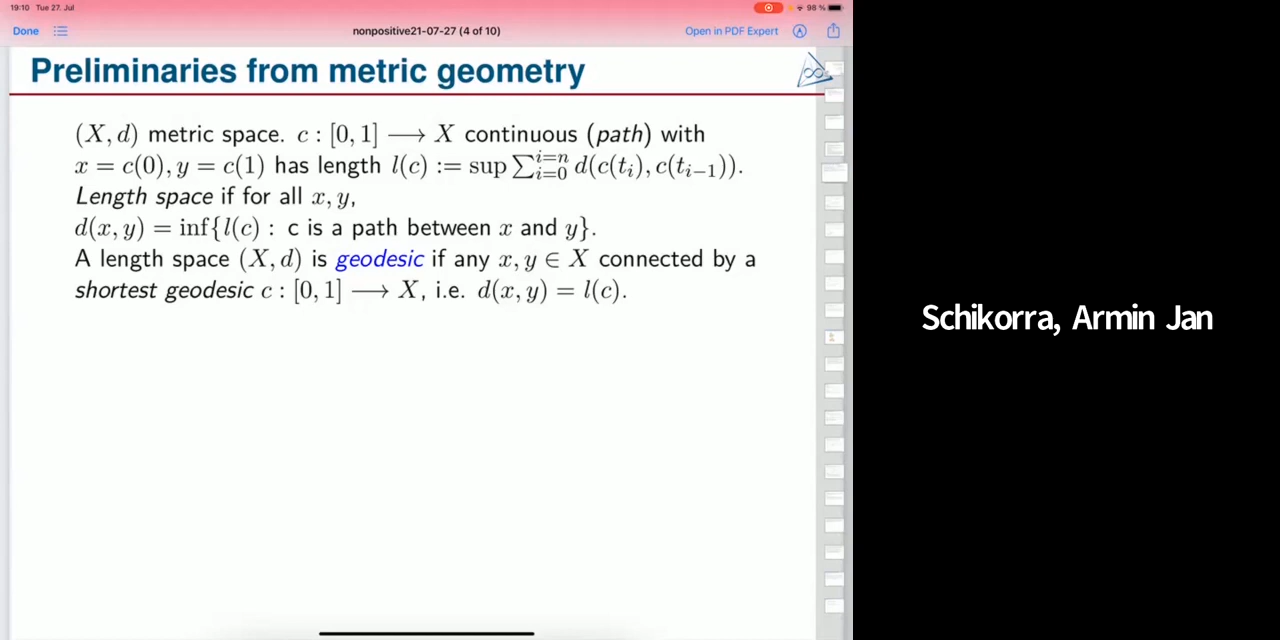 19:10 Tue 27. Jul
98 %
Done
nonpositive21-07-27 (4 of 10)
Open in PDF Expert
Preliminaries from metric geometry
(X, d) metric space. c : [0, 1] ⟶ X continuous (path) with
x = c(0), y = c(1) has length l(c) := sup ∑_{i=0}^{i=n} d(c(t_i), c(t_{i−1})).
Length space if for all x, y,
d(x, y) = inf{l(c) : c is a path between x and y}.
A length space (X, d) is geodesic if any x, y ∈ X connected by a
shortest geodesic c : [0, 1] ⟶ X, i.e. d(x, y) = l(c).
Schikorra, Armin Jan